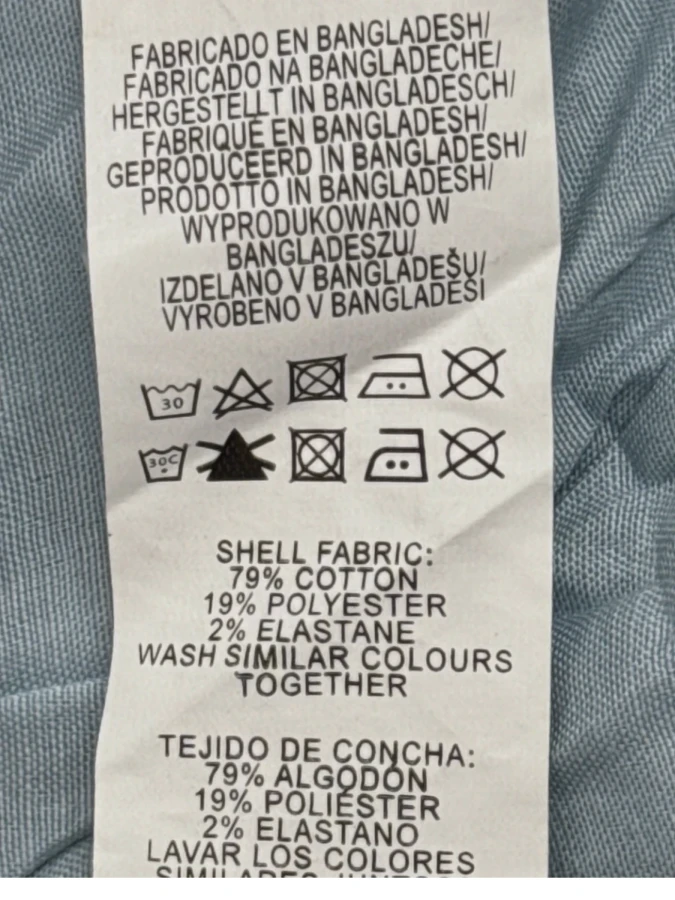 FABRICADO EN BANGLADESH/
FABRICADO NA BANGLADECHE/
HERGESTELLT IN BANGLADESCH/
FABRIQUÉ EN BANGLADESH/
GEPRODUCEERD IN BANGLADESH/
PRODOTTO IN BANGLADESH/
WYPRODUKOWANO W
BANGLADESZU/
IZDELANO V BANGLADEŠU/
VYROBENO V BANGLADÉŠI
30
30C
SHELL FABRIC:
79% COTTON
19% POLYESTER
2% ELASTANE
WASH SIMILAR COLOURS
TOGETHER
TEJIDO DE CONCHA:
79% ALGODÓN
19% POLIÉSTER
2% ELASTANO
LAVAR LOS COLORES